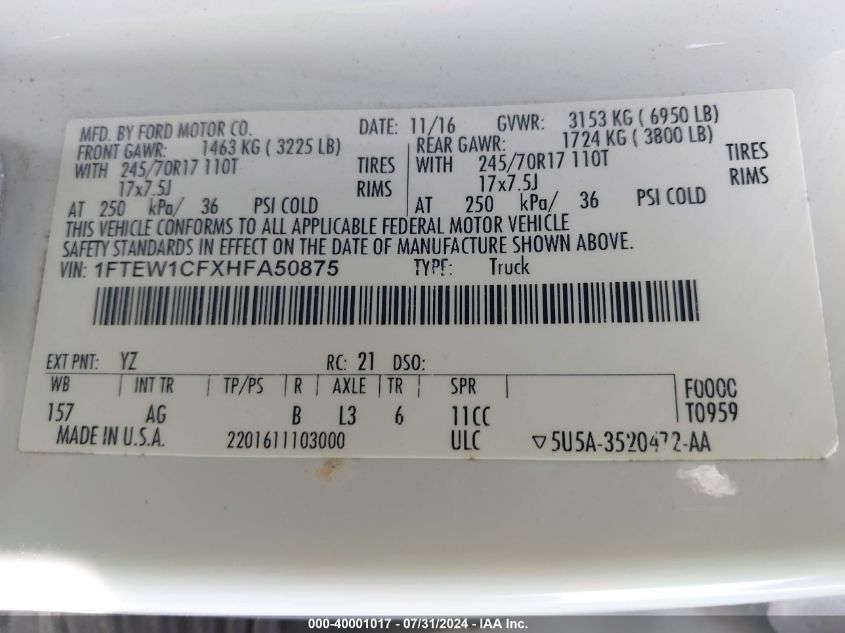 MFD. BY FORD MOTOR CO. DATE: 11/16 GVWR: 3153 KG ( 6950 LB)
FRONT GAWR: 1463 KG ( 3225 LB) REAR GAWR: 1724 KG ( 3800 LB)
WITH 245/70R17 110T TIRES WITH 245/70R17 110T TIRES
17x7.5J RIMS 17x7.5J RIMS
AT 250 kPa/ 36 PSI COLD AT 250 kPa/ 36 PSI COLD
THIS VEHICLE CONFORMS TO ALL APPLICABLE FEDERAL MOTOR VEHICLE
SAFETY STANDARDS IN EFFECT ON THE DATE OF MANUFACTURE SHOWN ABOVE.
VIN: 1FTEW1CFXHFA50875 TYPE: Truck
EXT PNT: YZ RC: 21 DSO:
WB INT TR TP/PS R AXLE TR SPR F000C
157 AG B L3 6 11CC T0959
MADE IN U.S.A. 2201611103000 ULC ▽5U5A-3520472-AA
000-40001017 - 07/31/2024 - IAA Inc.